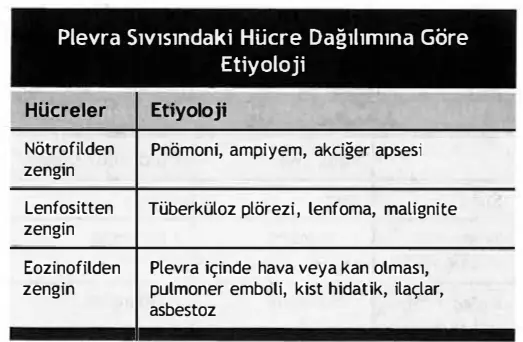 Plevra Sıvısındaki Hücre Dağılımına Göre
Etiyoloji
Hücreler Etiyoloji
Nötrofilden
zengin
Pnömoni, ampiyem, akciğer apsesi
Lenfositten
zengin
Tüberküloz plörezi, lenfoma, malignite
Eozinofilden
zengin
Plevra içinde hava veya kan olması,
pulmoner emboli, kist hidatik, ilaçlar,
asbestoz